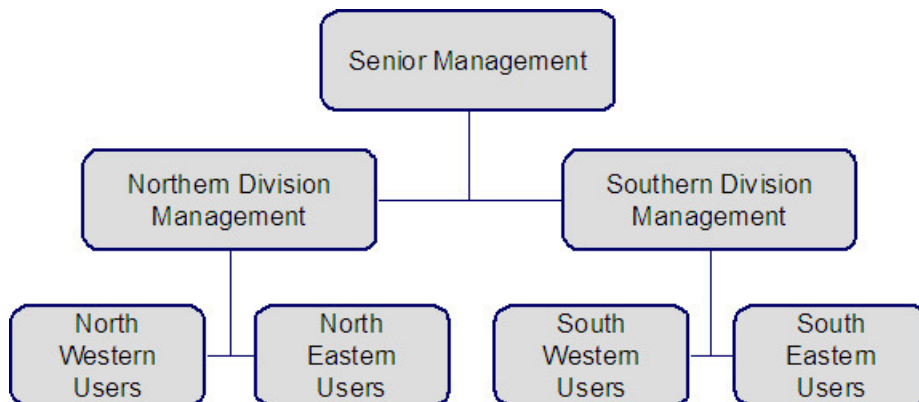 Senior Management
Northern Division
Management
Southern Division
Management
North
Western
Users
North
Eastern
Users
South
Western
Users
South
Eastern
Users